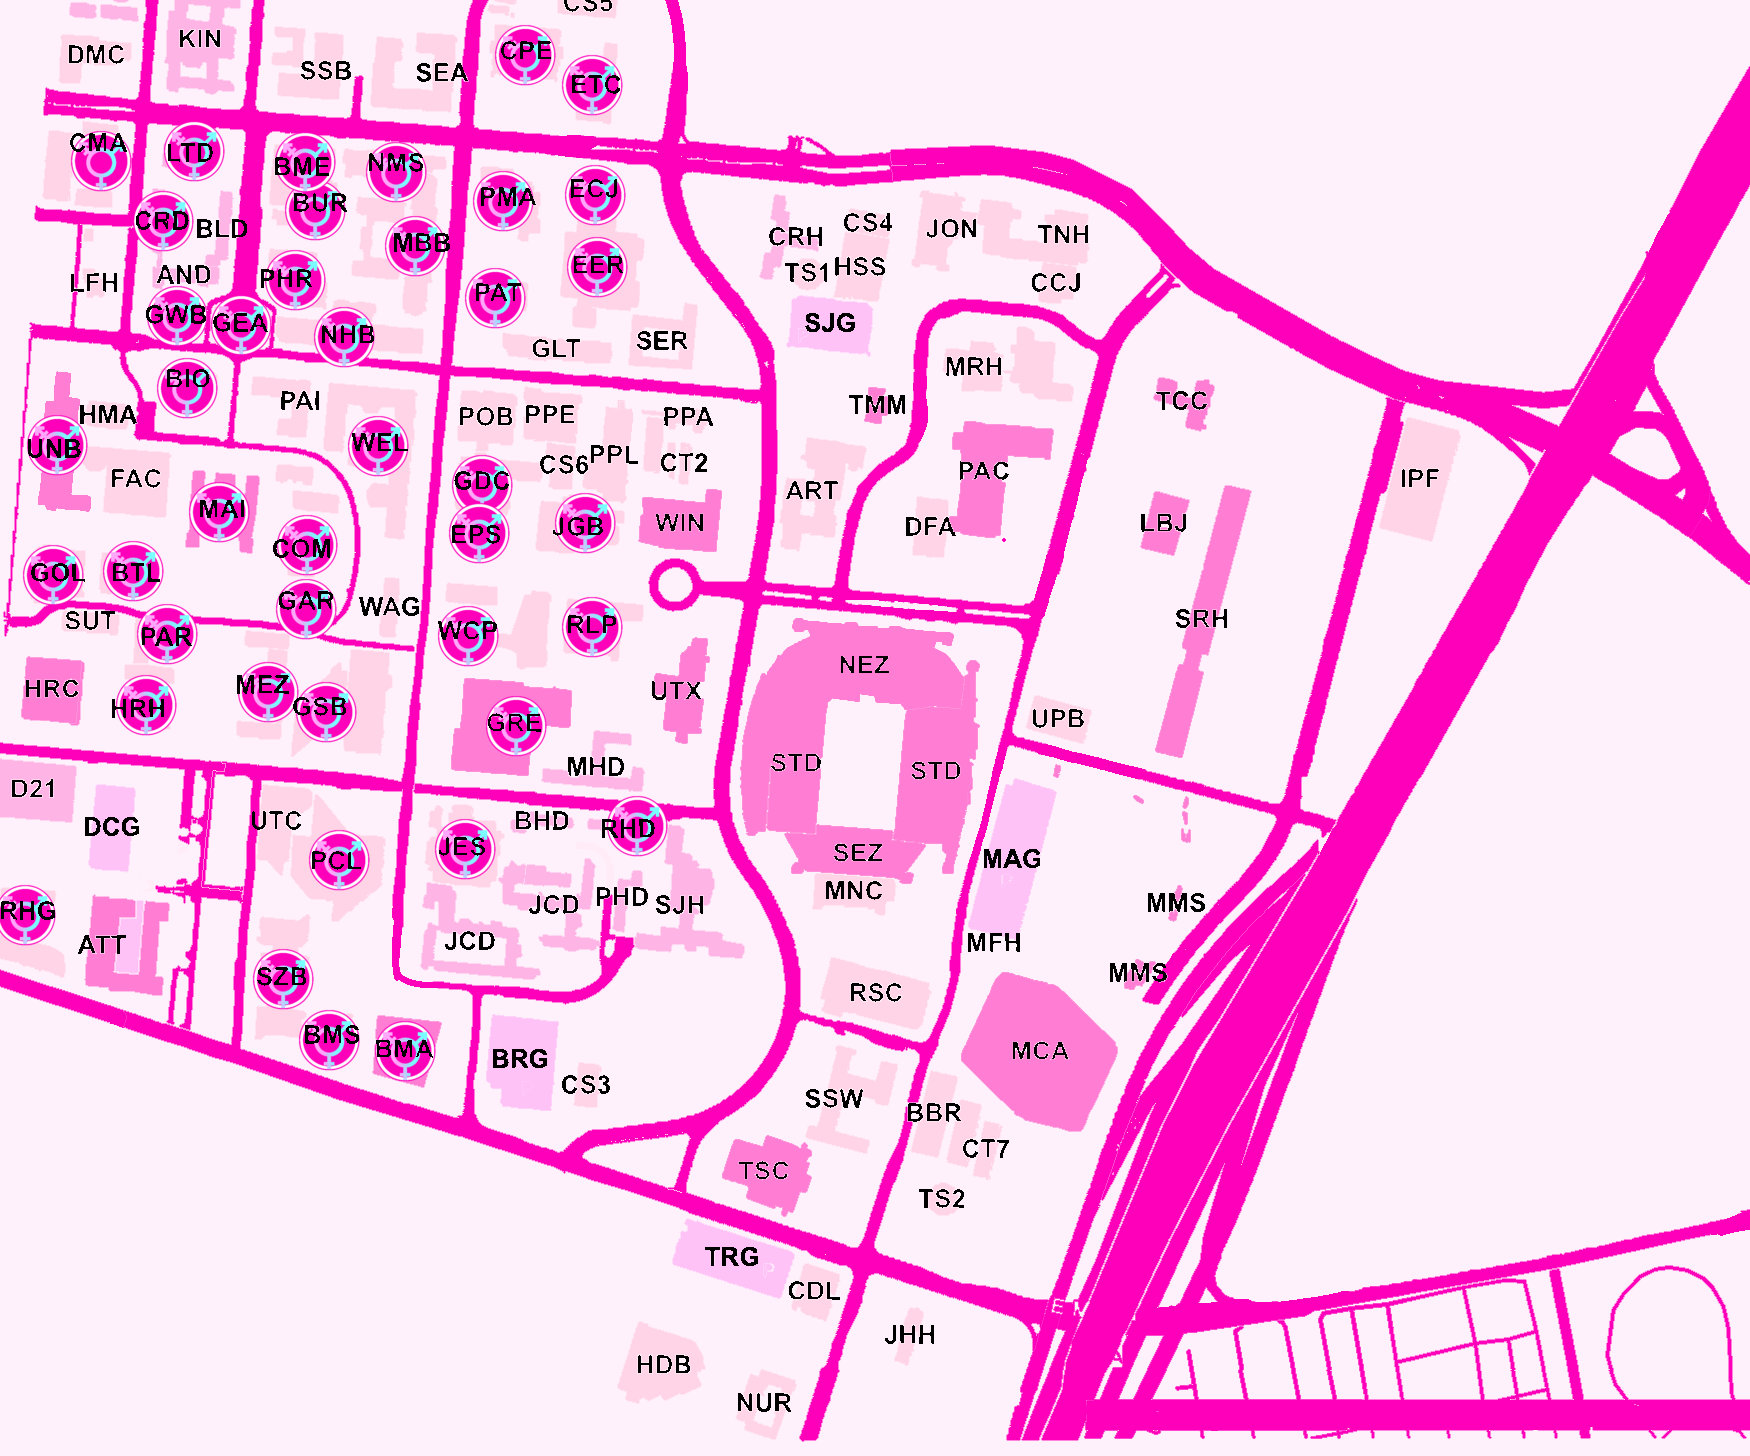 CS5
KIN
DMC
CPE
SSB
SEA
ETC
CMA
LTD
BME
NMS
ECJ
PMA
BUR
CRD
BLD
MBB
CRH
CS4
JON
TNH
AND
LFH
PHR
EER
TS1
HSS
CCJ
PAT
GWB
GEA
NHB
SJG
GLT
SER
MRH
BIO
PAI
TMM
TCC
HMA
POB
PPE
PPA
UNB
WEL
CS6
PPL
CT2
FAC
GDC
ART
PAC
IPF
MAI
EPS
JGB
WIN
DFA
LBJ
COM
GOL
BTL
GAR
WAG
SUT
PAR
WCP
RLP
SRH
NEZ
HRC
MEZ
GSB
HRH
UTX
GRE
UPB
MHD
STD
STD
D21
DCG
UTC
BHD
RHD
JES
PCL
SEZ
MAG
MNC
RHG
JCD
PHD
SJH
MMS
ATT
JCD
MFH
SZB
MMS
RSC
BMS
BMA
BRG
MCA
CS3
SSW
BBR
CT7
TSC
TS2
TRG
CDL
JHH
HDB
NUR